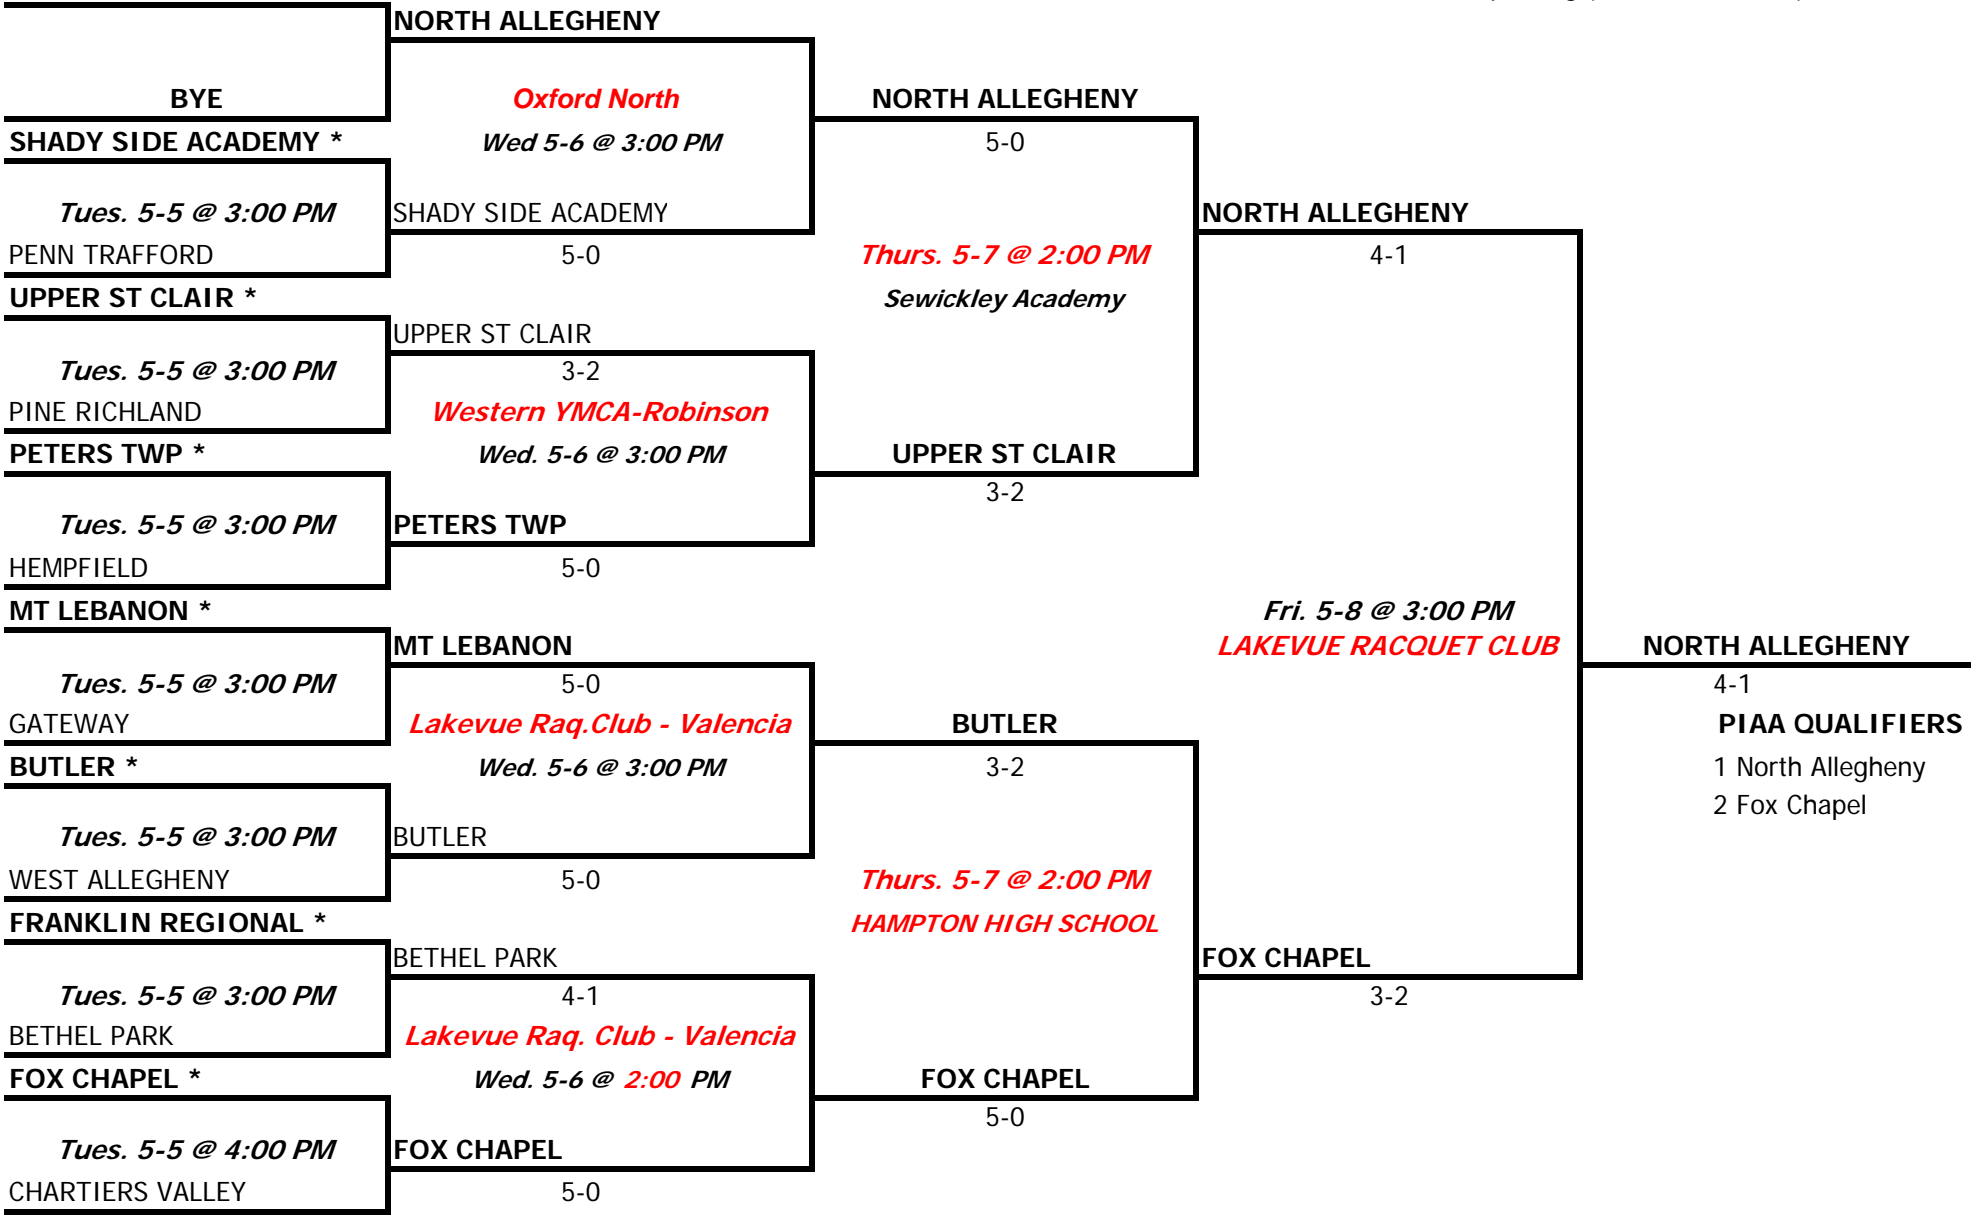 NORTH ALLEGHENY
BYE
Oxford North
NORTH ALLEGHENY
SHADY SIDE ACADEMY *
Wed 5-6 @ 3:00 PM
5-0
Tues. 5-5 @ 3:00 PM
SHADY SIDE ACADEMY
NORTH ALLEGHENY
PENN TRAFFORD
5-0
Thurs. 5-7 @ 2:00 PM
4-1
UPPER ST CLAIR *
Sewickley Academy
UPPER ST CLAIR
Tues. 5-5 @ 3:00 PM
3-2
PINE RICHLAND
Western YMCA-Robinson
PETERS TWP *
Wed. 5-6 @ 3:00 PM
UPPER ST CLAIR
3-2
Tues. 5-5 @ 3:00 PM
PETERS TWP
HEMPFIELD
5-0
MT LEBANON *
Fri. 5-8 @ 3:00 PM
MT LEBANON
LAKEVUE RACQUET CLUB
NORTH ALLEGHENY
Tues. 5-5 @ 3:00 PM
5-0
4-1
GATEWAY
Lakevue Raq.Club - Valencia
BUTLER
PIAA QUALIFIERS
BUTLER *
Wed. 5-6 @ 3:00 PM
3-2
1 North Allegheny
2 Fox Chapel
Tues. 5-5 @ 3:00 PM
BUTLER
WEST ALLEGHENY
5-0
Thurs. 5-7 @ 2:00 PM
FRANKLIN REGIONAL *
HAMPTON HIGH SCHOOL
BETHEL PARK
FOX CHAPEL
Tues. 5-5 @ 3:00 PM
4-1
3-2
BETHEL PARK
Lakevue Raq. Club - Valencia
FOX CHAPEL *
Wed. 5-6 @ 2:00 PM
FOX CHAPEL
5-0
Tues. 5-5 @ 4:00 PM
FOX CHAPEL
CHARTIERS VALLEY
5-0